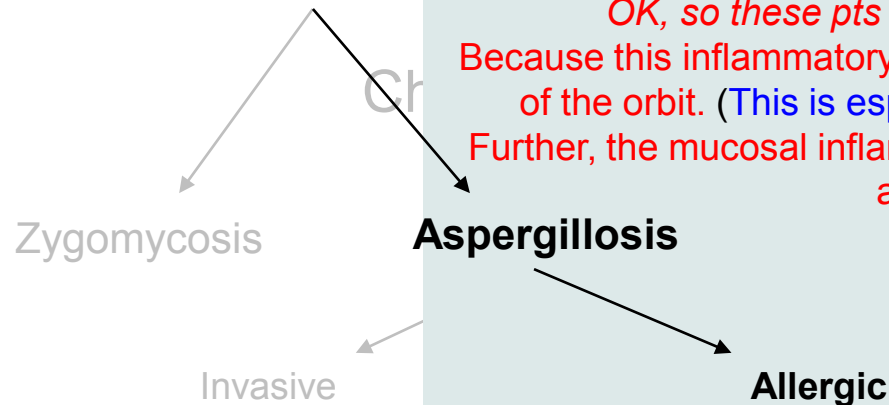 OK, so these pts
Because this inflammatory
Ch
of the orbit. (This is esp
Further, the mucosal inflam
a
Zygomycosis
Aspergillosis
Invasive
Allergic